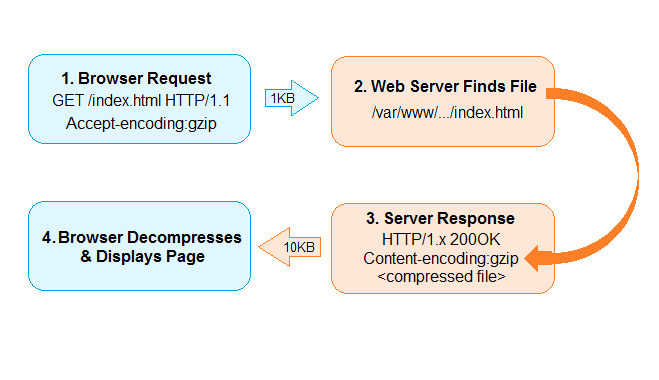 1. Browser Request
GET /index.html HTTP/1.1
Accept-encoding:gzip
1KB
2. Web Server Finds File
/var/www/.../index.html
3. Server Response
HTTP/1.x 200OK
Content-encoding:gzip
<compressed file>
10KB
4. Browser Decompresses
& Displays Page